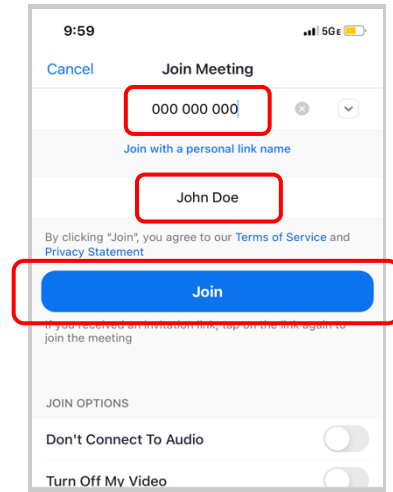 9:59 5GE
Cancel Join Meeting
000 000 000
Join with a personal link name
John Doe
By clicking "Join", you agree to our Terms of Service and
Privacy Statement
Join
If you received an invitation link, tap on the link again to
join the meeting
JOIN OPTIONS
Don't Connect To Audio
Turn Off My Video